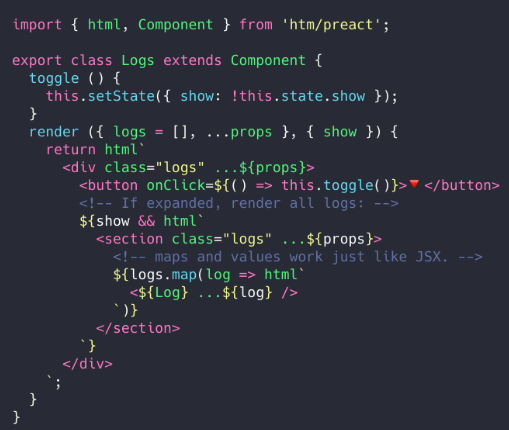 import { html, Component } from 'htm/preact';
export class Logs extends Component {
toggle () {
this.setState({ show: !this.state.show });
}
render ({ logs = [], ...props }, { show }) {
return html`
<div class="logs" ...${props}>
<button onClick=${() => this.toggle()}>🔻</button>
<!-- If expanded, render all logs: -->
${show && html`
<section class="logs" ...${props}>
<!-- maps and values work just like JSX. -->
${logs.map(log => html`
<${Log} ...${log} />
`)}
</section>
`}
</div>
`;
}
}